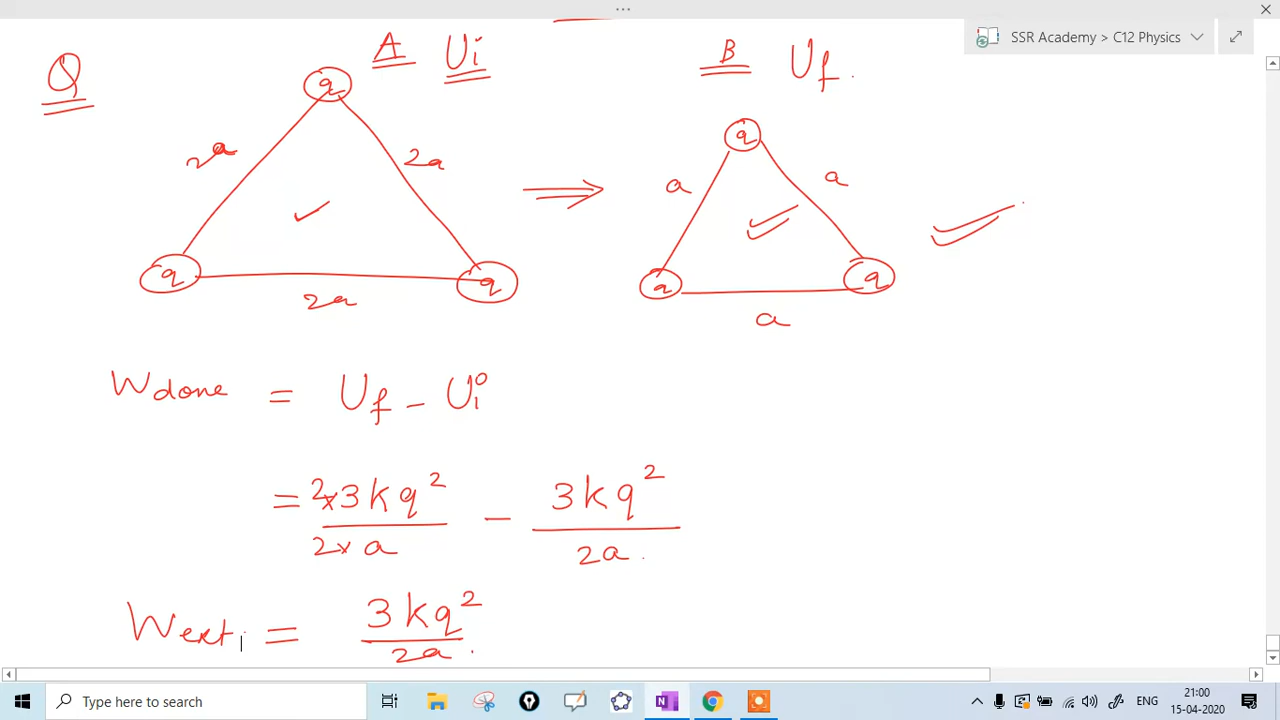 SSR Academy > C12 Physics
Q
A Ui
B Uf
q
2a
2a
q
q
2a
⇒
q
a
a
q
q
a
Wdone = Uf - Ui
= 2×3kq² / 2×a - 3kq² / 2a
Wext = 3kq² / 2a
Type here to search
ENG
21:00
15-04-2020